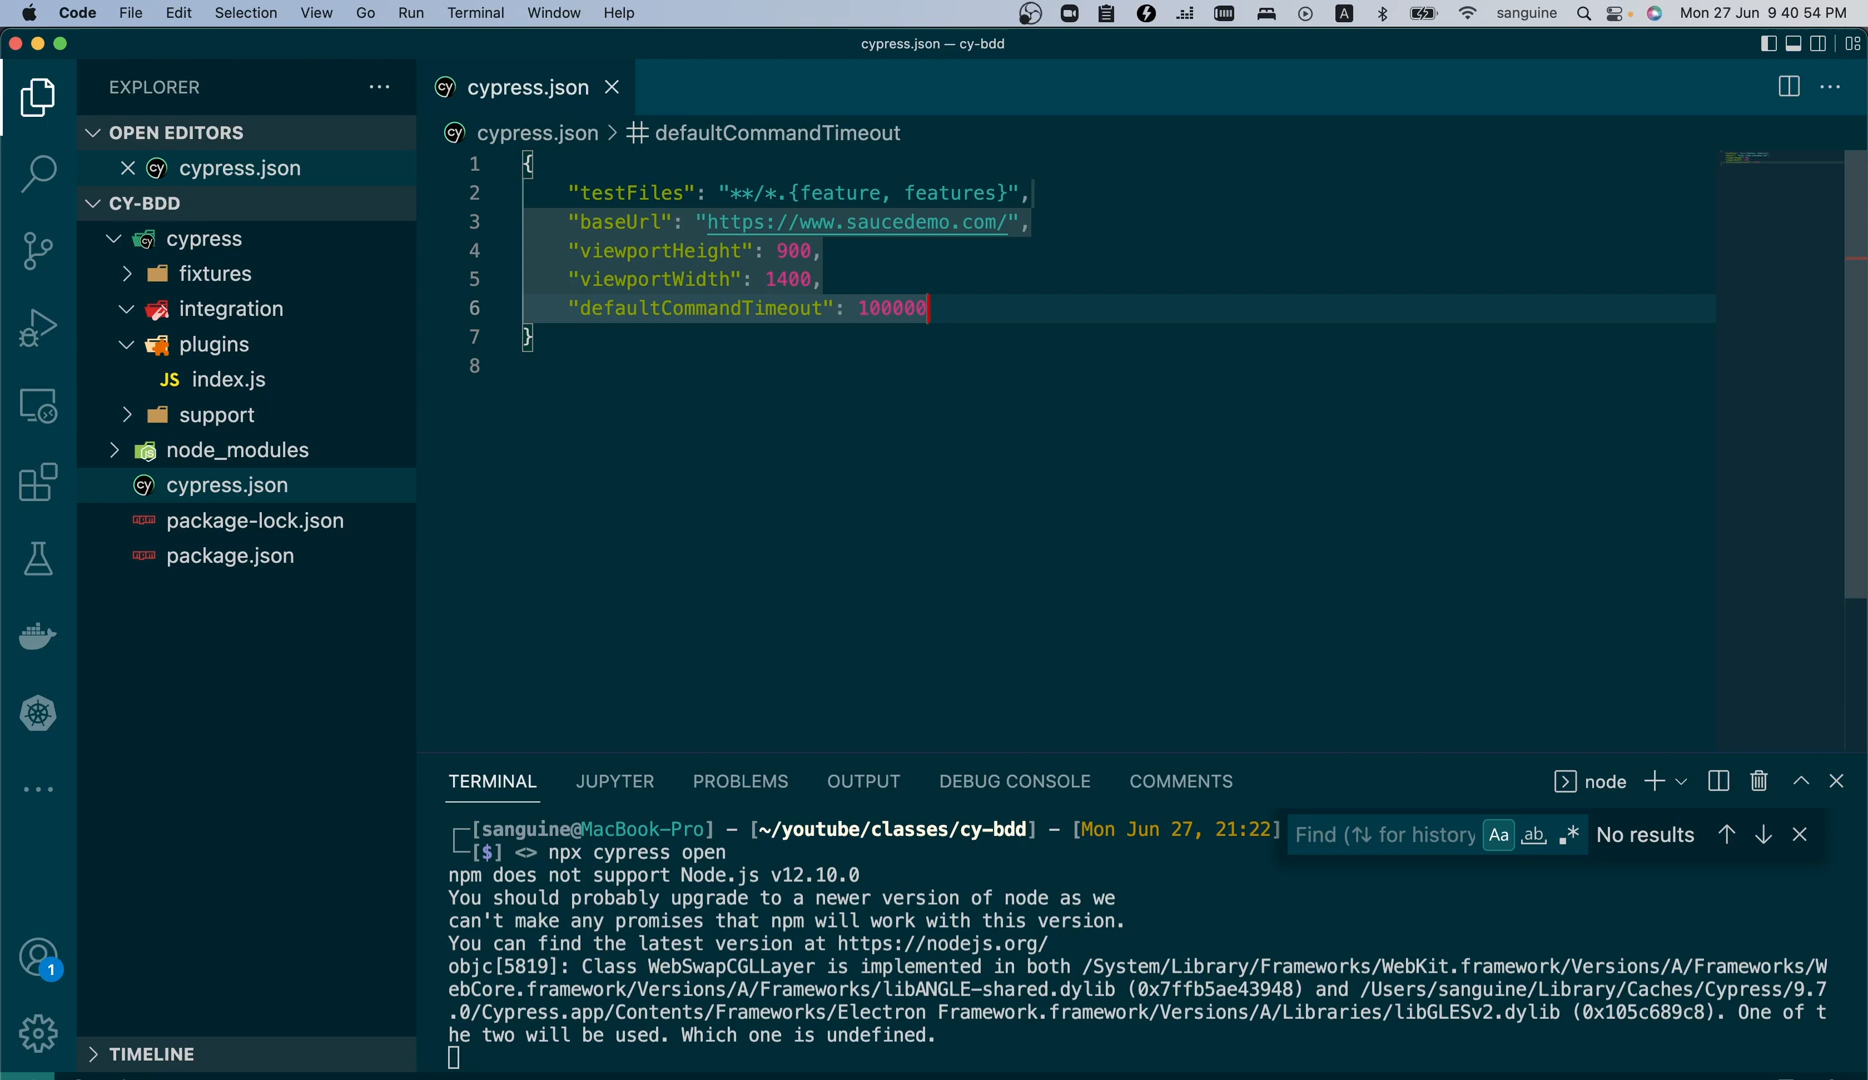 Code File Edit Selection View Go Run Terminal Window Help
A sanguine Mon 27 Jun 9 40 54 PM
cypress.json — cy-bdd
EXPLORER
OPEN EDITORS
cy cypress.json
CY-BDD
cypress
fixtures
integration
plugins
JS index.js
support
node_modules
cy cypress.json
npm package-lock.json
npm package.json
TIMELINE
1
cy cypress.json
cy cypress.json > defaultCommandTimeout
1 {
2 "testFiles": "**/*.{feature, features}",
3 "baseUrl": "https://www.saucedemo.com/",
4 "viewportHeight": 900,
5 "viewportWidth": 1400,
6 "defaultCommandTimeout": 100000
7 }
8
TERMINAL JUPYTER PROBLEMS OUTPUT DEBUG CONSOLE COMMENTS
node
Find (⇅ for history Aa ab .* No results
[sanguine@MacBook-Pro] – [~/youtube/classes/cy-bdd] – [Mon Jun 27, 21:22]
[$] <> npx cypress open
npm does not support Node.js v12.10.0
You should probably upgrade to a newer version of node as we
can't make any promises that npm will work with this version.
You can find the latest version at https://nodejs.org/
objc[5819]: Class WebSwapCGLLayer is implemented in both /System/Library/Frameworks/WebKit.framework/Versions/A/Frameworks/W
ebCore.framework/Versions/A/Frameworks/libANGLE-shared.dylib (0x7ffb5ae43948) and /Users/sanguine/Library/Caches/Cypress/9.7
.0/Cypress.app/Contents/Frameworks/Electron Framework.framework/Versions/A/Libraries/libGLESv2.dylib (0x105c689c8). One of t
he two will be used. Which one is undefined.